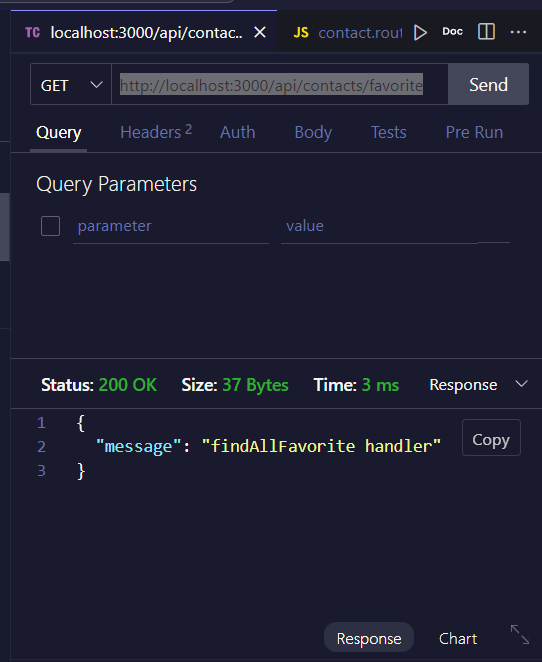 TC localhost:3000/api/contac.. × JS contact.rout Doc ...
GET http://localhost:3000/api/contacts/favorite Send
Query Headers 2 Auth Body Tests Pre Run
Query Parameters
parameter value
Status: 200 OK Size: 37 Bytes Time: 3 ms Response
1 {
2 "message": "findAllFavorite handler"
3 }
Copy
Response Chart